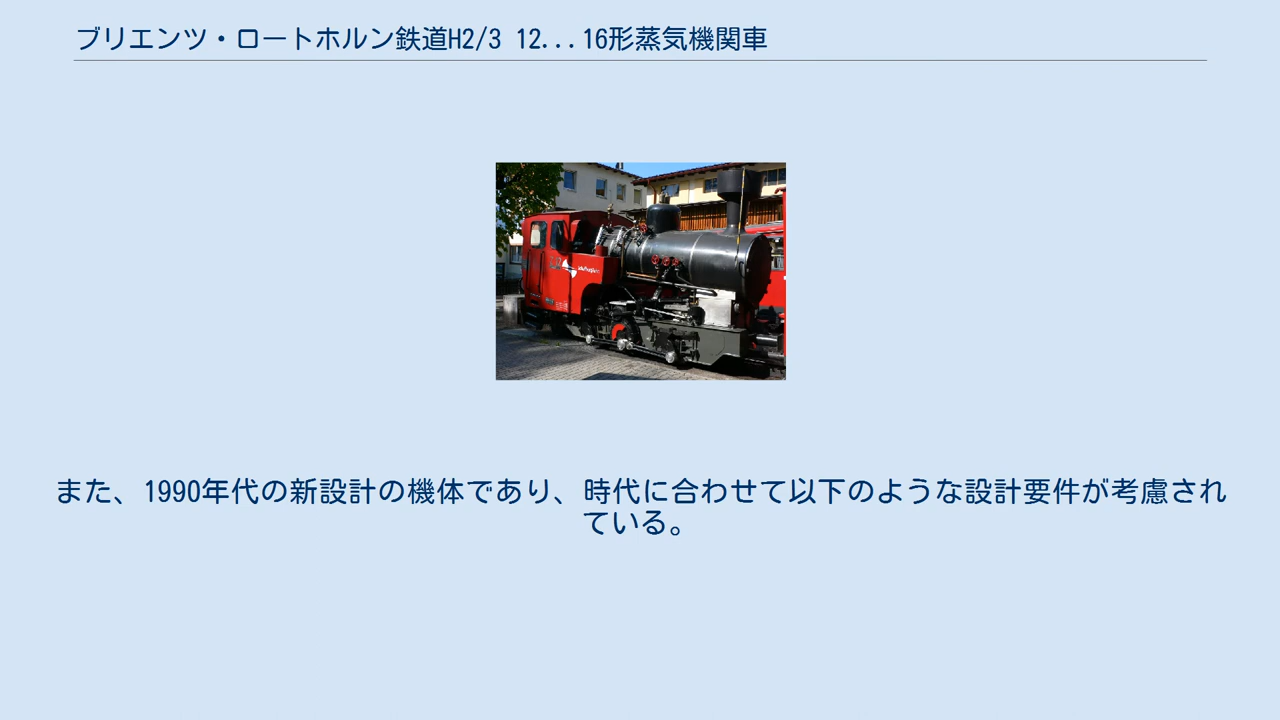 ブリエンツ・ロートホルン鉄道H2/3 12...16形蒸気機関車
また、1990年代の新設計の機体であり、時代に合わせて以下のような設計要件が考慮され
ている。